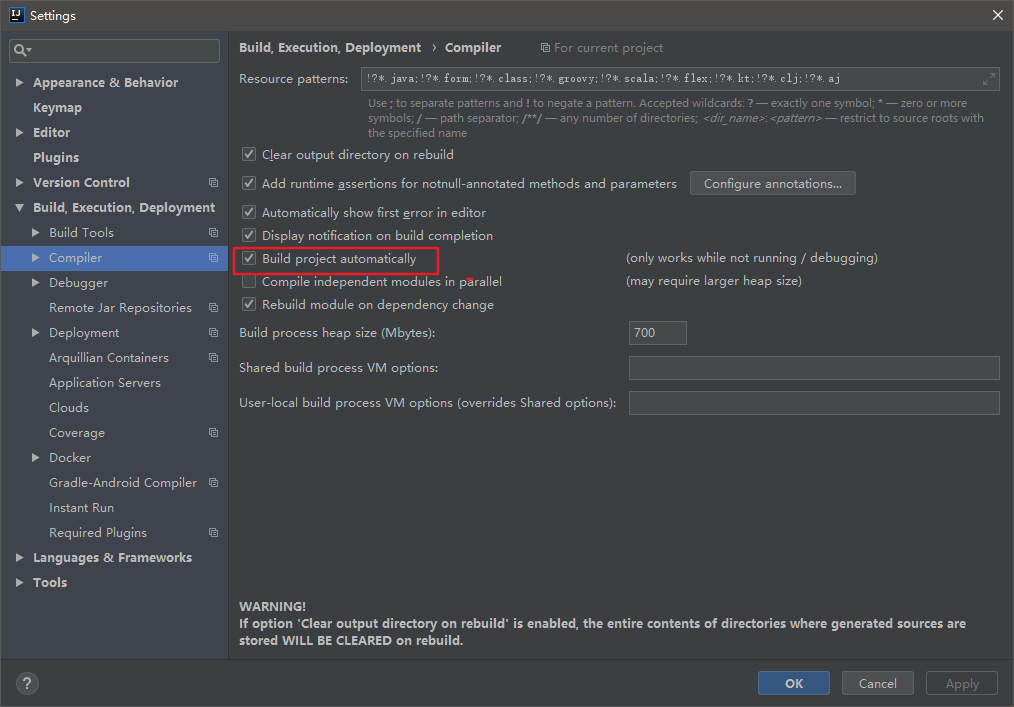 Settings
Build, Execution, Deployment › Compiler For current project
Appearance & Behavior
Keymap
Editor
Plugins
Version Control
Build, Execution, Deployment
Build Tools
Compiler
Debugger
Remote Jar Repositories
Deployment
Arquillian Containers
Application Servers
Clouds
Coverage
Docker
Gradle-Android Compiler
Instant Run
Required Plugins
Languages & Frameworks
Tools
Resource patterns: !?*.java;!?*.form;!?*.class;!?*.groovy;!?*.scala;!?*.flex;!?*.kt;!?*.clj;!?*.aj
Use ; to separate patterns and ! to negate a pattern. Accepted wildcards: ? — exactly one symbol; * — zero or more
symbols; / — path separator; /**/ — any number of directories; <dir_name>:<pattern> — restrict to source roots with
the specified name
Clear output directory on rebuild
Add runtime assertions for notnull-annotated methods and parameters Configure annotations...
Automatically show first error in editor
Display notification on build completion
Build project automatically (only works while not running / debugging)
Compile independent modules in parallel (may require larger heap size)
Rebuild module on dependency change
Build process heap size (Mbytes): 700
Shared build process VM options:
User-local build process VM options (overrides Shared options):
WARNING!
If option 'Clear output directory on rebuild' is enabled, the entire contents of directories where generated sources are
stored WILL BE CLEARED on rebuild.
? OK Cancel Apply